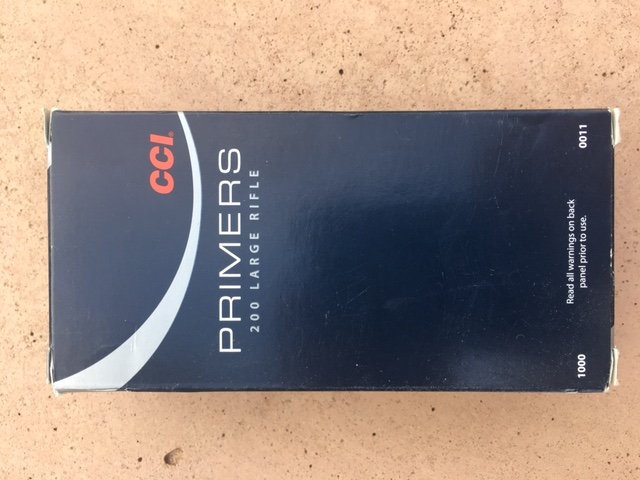 CCI®
PRIMERS
200 LARGE RIFLE
Read all warnings on back
panel prior to use.
1000 0011